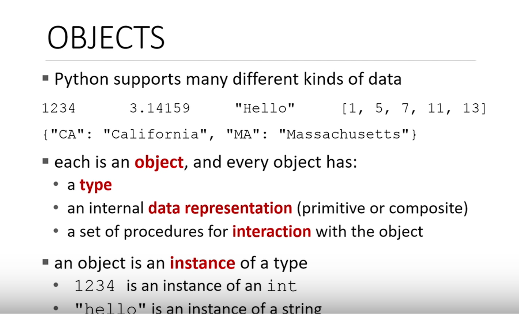 OBJECTS
▪ Python supports many different kinds of data
1234 3.14159 "Hello" [1, 5, 7, 11, 13]
{"CA": "California", "MA": "Massachusetts"}
▪ each is an object, and every object has:
• a type
• an internal data representation (primitive or composite)
• a set of procedures for interaction with the object
▪ an object is an instance of a type
• 1234 is an instance of an int
• "hello" is an instance of a string